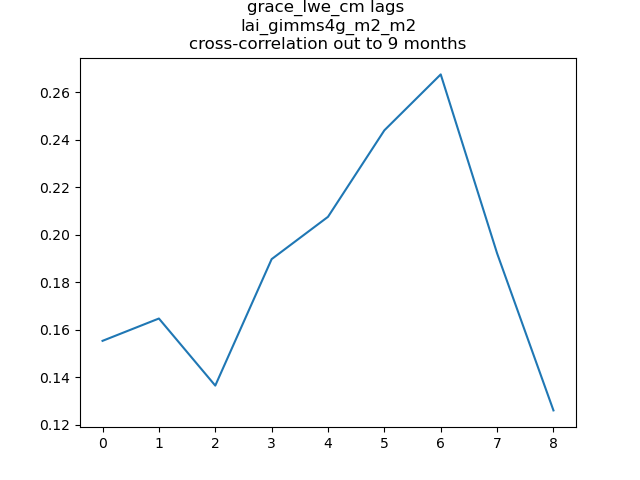 grace_lwe_cm lags
lai_gimms4g_m2_m2
cross-correlation out to 9 months
0.26
0.24
0.22
0.20
0.18
0.16
0.14
0.12
0 1 2 3 4 5 6 7 8